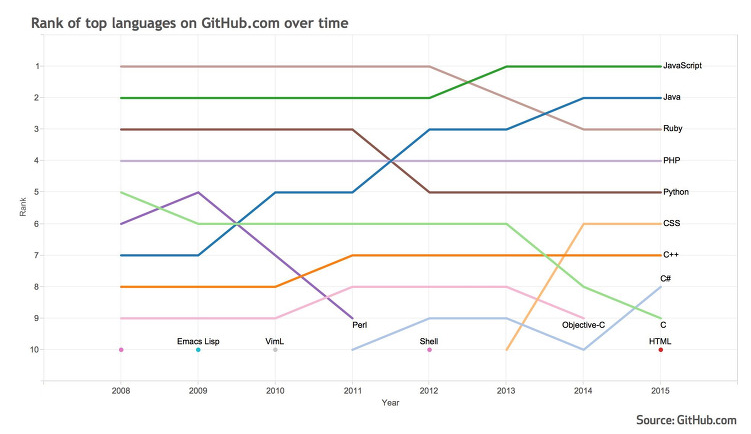 Rank of top languages on GitHub.com over time
1
JavaScript
2
Java
3
Ruby
4
PHP
5
Python
Rank
6
CSS
7
C++
C#
8
9
Perl
Objective-C
C
Emacs Lisp
VimL
Shell
HTML
10
2008 2009 2010 2011 2012 2013 2014 2015
Year
Source: GitHub.com